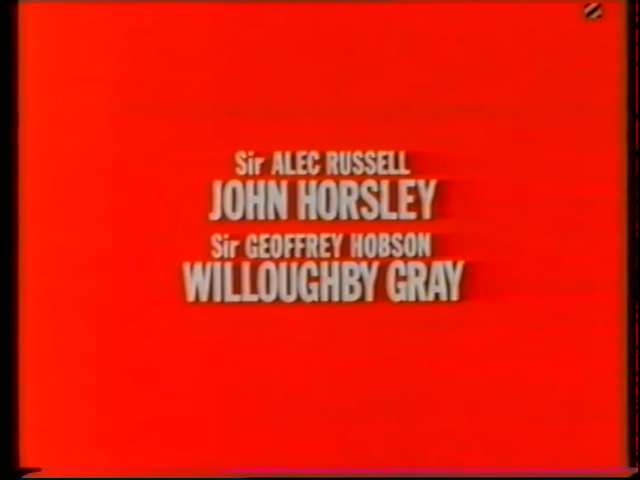 Sir ALEC RUSSELL
JOHN HORSLEY
Sir GEOFFREY HOBSON
WILLOUGHBY GRAY